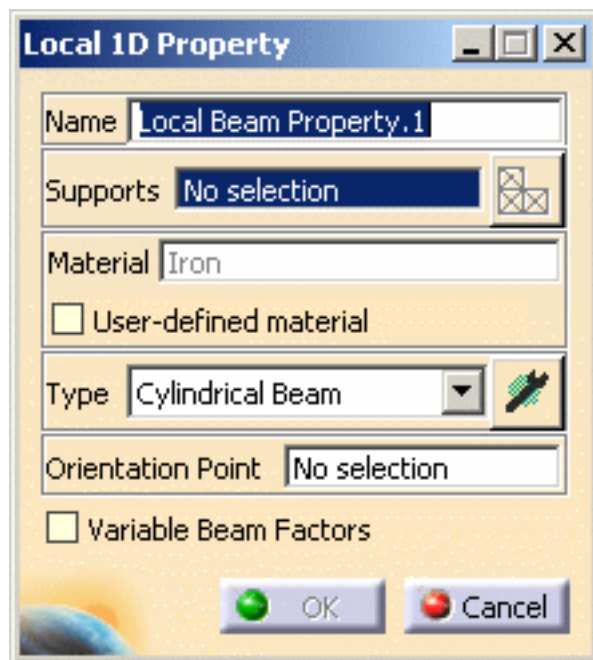 Local 1D Property
Name Local Beam Property.1
Supports No selection
Material Iron
User-defined material
Type Cylindrical Beam
Orientation Point No selection
Variable Beam Factors
OK Cancel